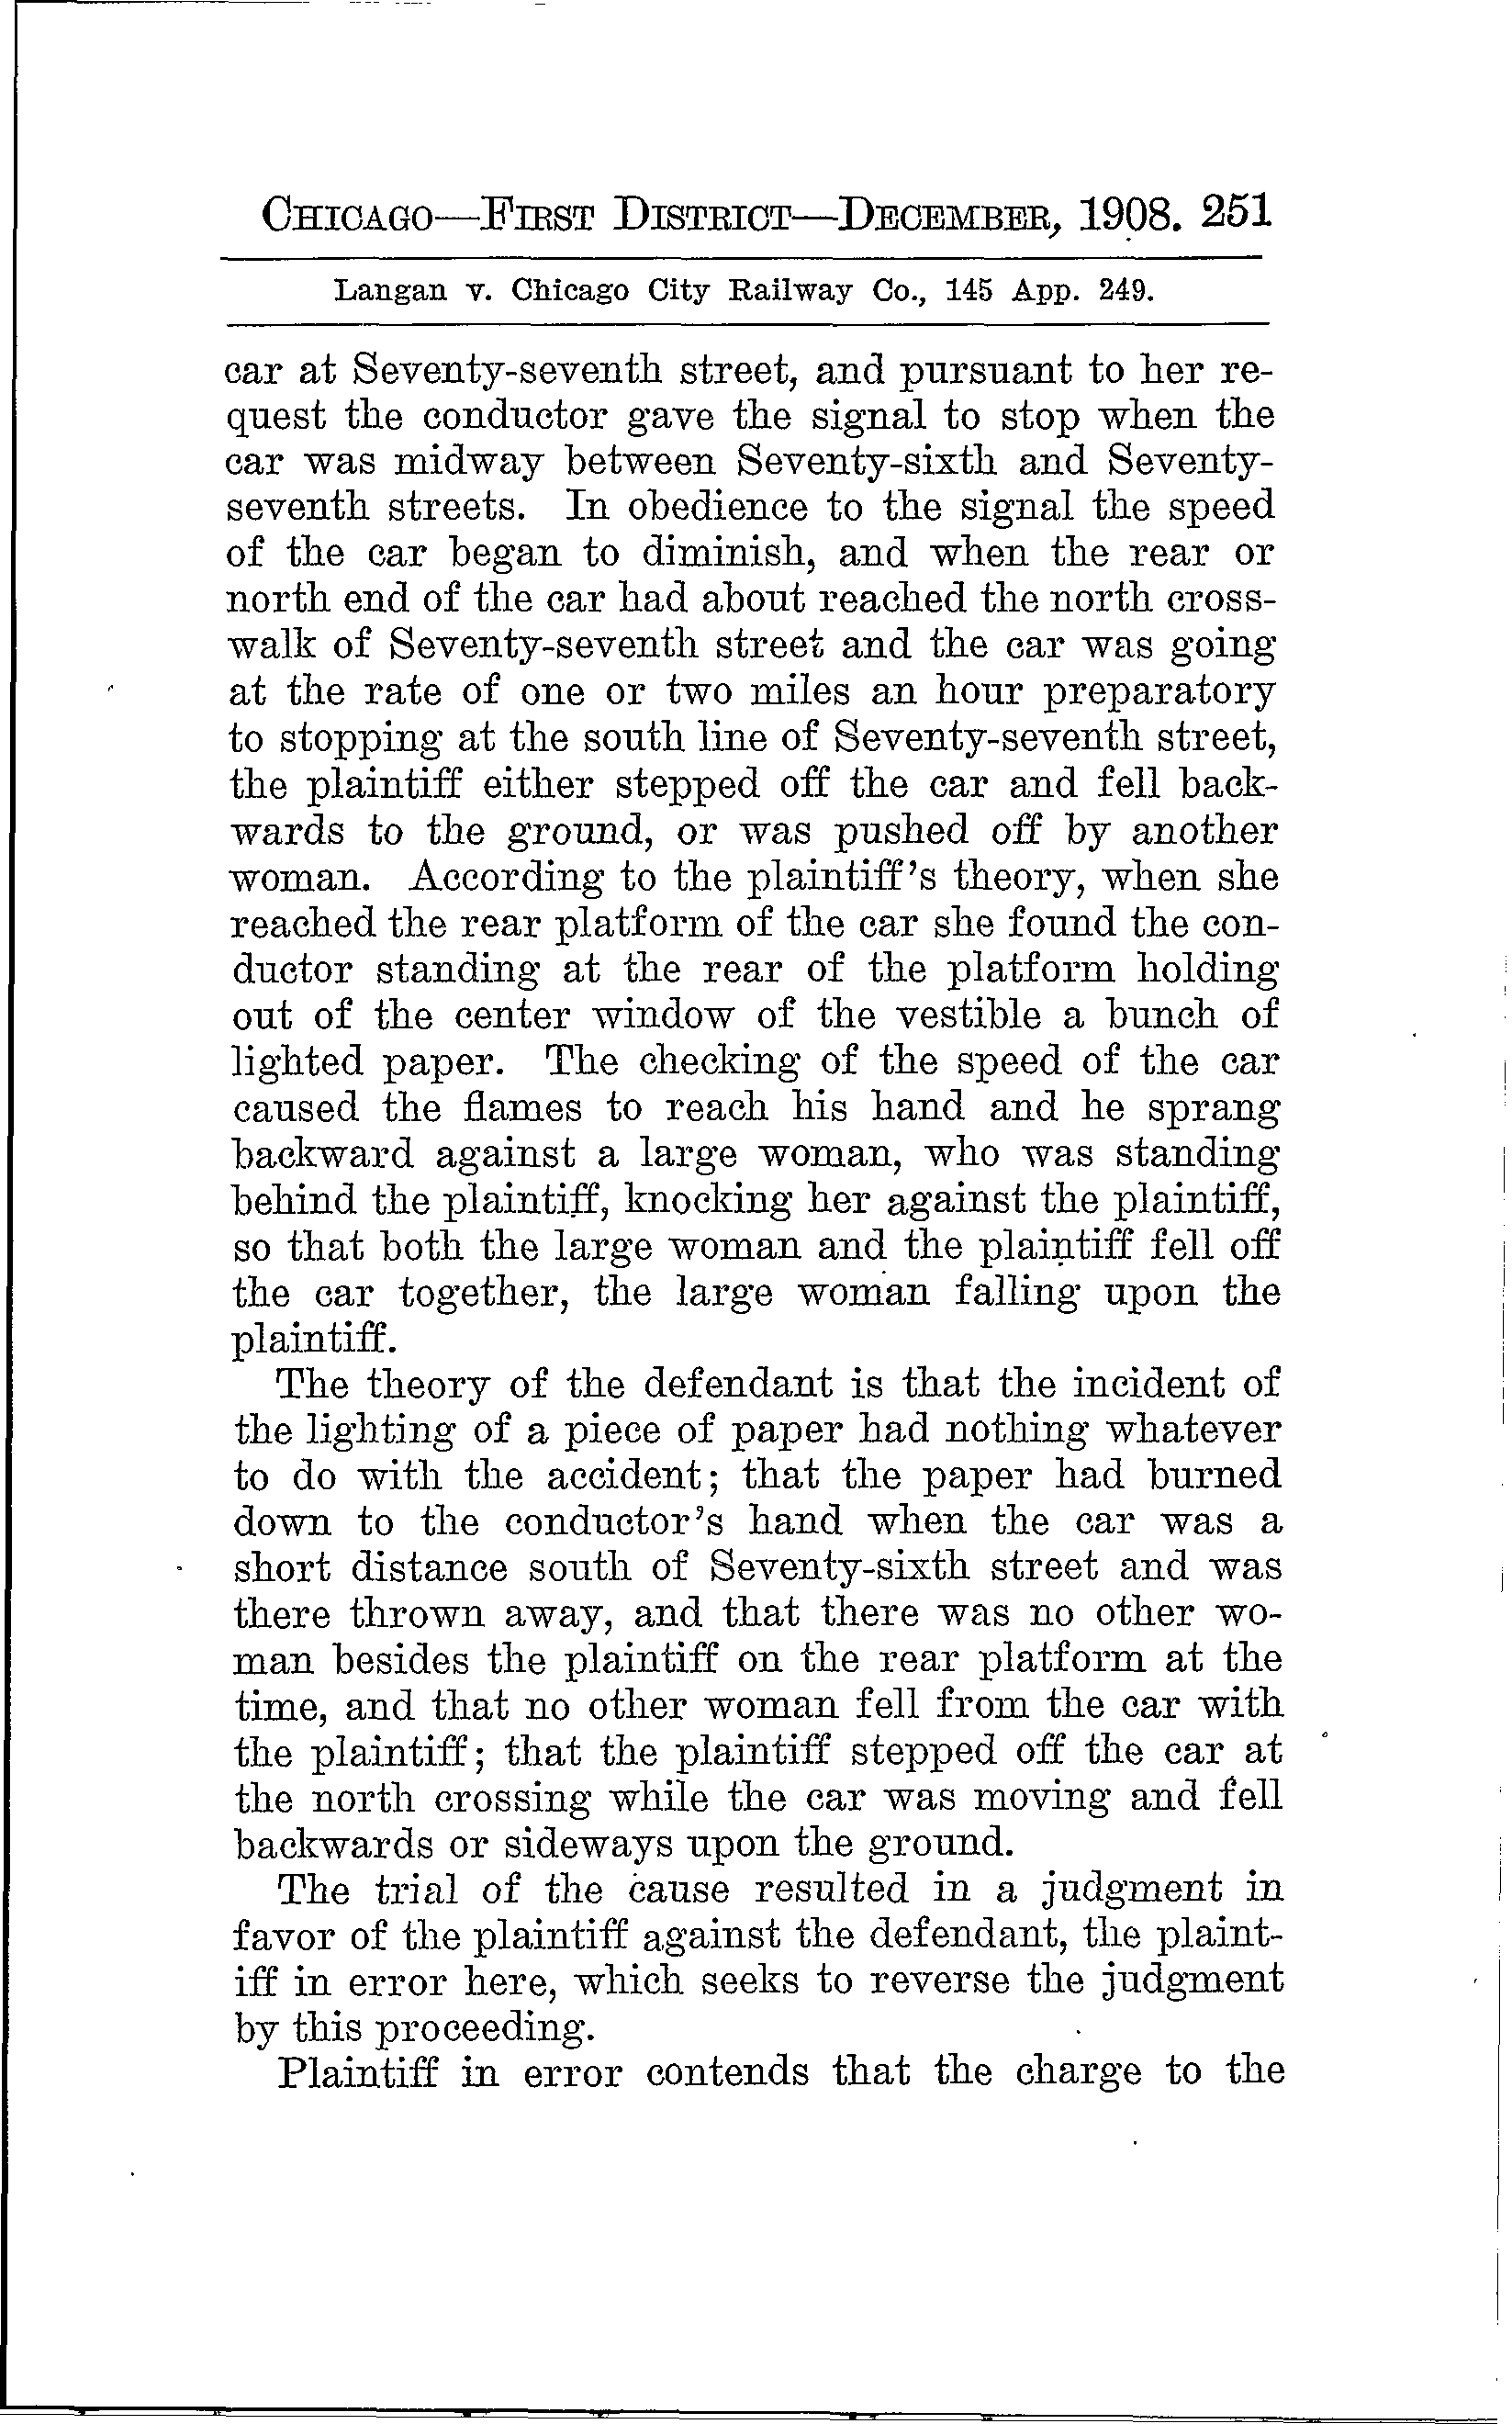 CHICAGO—FIRST DISTRICT—DECEMBER, 1908. 251
Langan v. Chicago City Railway Co., 145 App. 249.
car at Seventy-seventh street, and pursuant to her re-
quest the conductor gave the signal to stop when the
car was midway between Seventy-sixth and Seventy-
seventh streets. In obedience to the signal the speed
of the car began to diminish, and when the rear or
north end of the car had about reached the north cross-
walk of Seventy-seventh street and the car was going
at the rate of one or two miles an hour preparatory
to stopping at the south line of Seventy-seventh street,
the plaintiff either stepped off the car and fell back-
wards to the ground, or was pushed off by another
woman. According to the plaintiff's theory, when she
reached the rear platform of the car she found the con-
ductor standing at the rear of the platform holding
out of the center window of the vestible a bunch of
lighted paper. The checking of the speed of the car
caused the flames to reach his hand and he sprang
backward against a large woman, who was standing
behind the plaintiff, knocking her against the plaintiff,
so that both the large woman and the plaintiff fell off
the car together, the large woman falling upon the
plaintiff.
The theory of the defendant is that the incident of
the lighting of a piece of paper had nothing whatever
to do with the accident; that the paper had burned
down to the conductor's hand when the car was a
short distance south of Seventy-sixth street and was
there thrown away, and that there was no other wo-
man besides the plaintiff on the rear platform at the
time, and that no other woman fell from the car with
the plaintiff; that the plaintiff stepped off the car at
the north crossing while the car was moving and fell
backwards or sideways upon the ground.
The trial of the cause resulted in a judgment in
favor of the plaintiff against the defendant, the plaint-
iff in error here, which seeks to reverse the judgment
by this proceeding.
Plaintiff in error contends that the charge to the